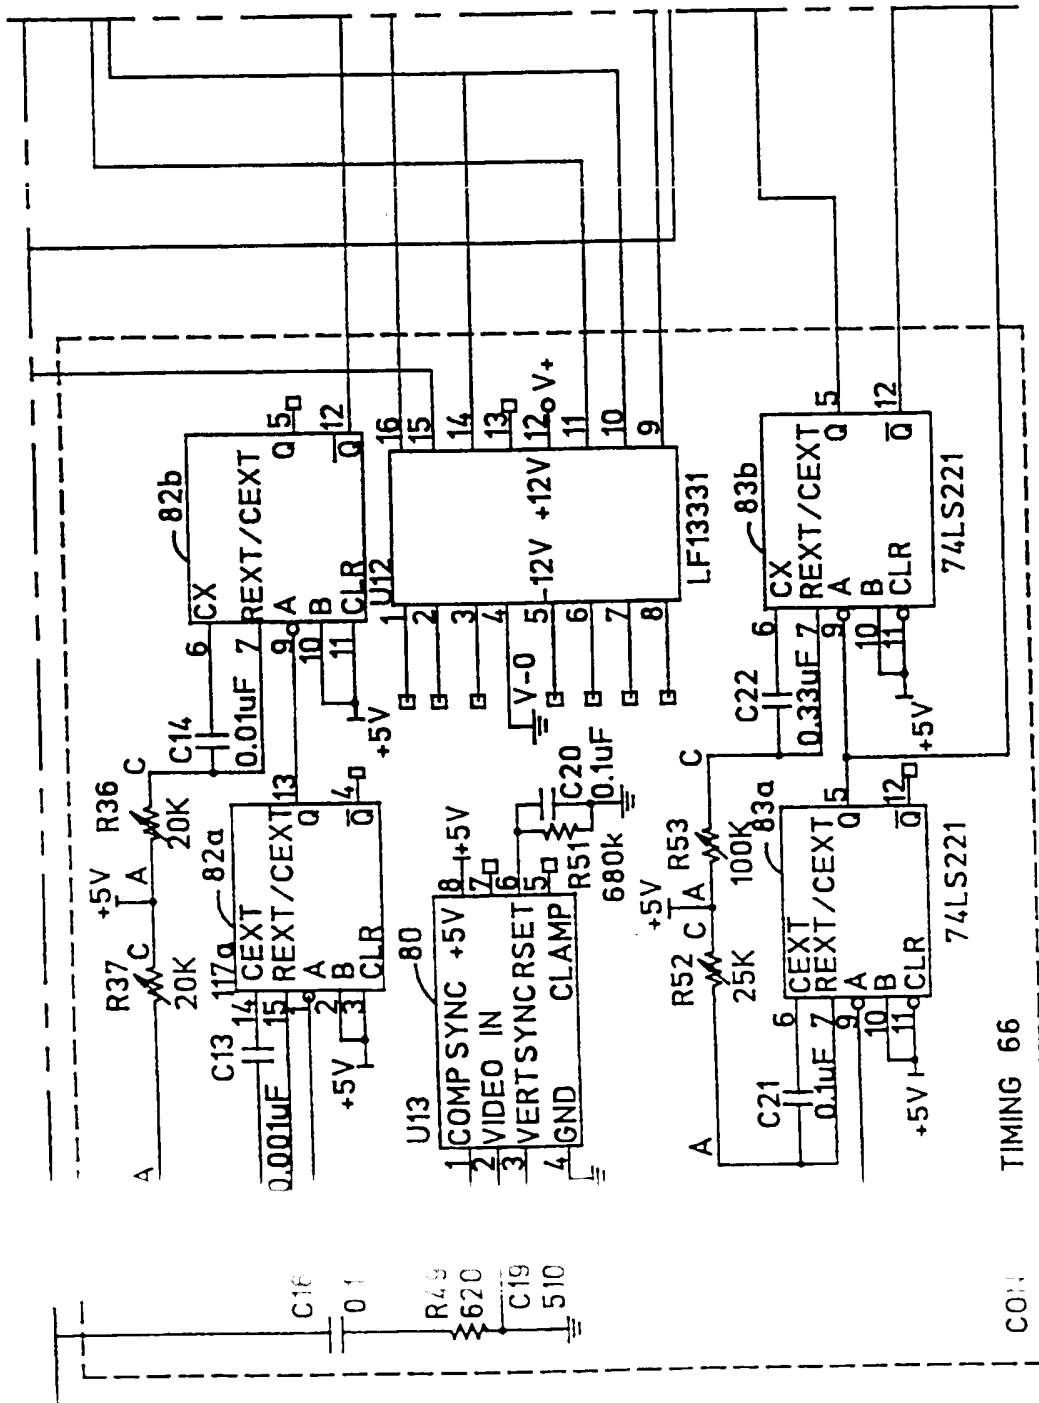 +5V
R37
C
A
R36
C
A
20K
20K
C14
0.01uF
6
7
9
10
11
CX
REXT/CEXT
A
B
CLR
82b
Q
5
Q
12
+5V
117a
82a
C13
0.001uF
14
15
1
2
3
CEXT
REXT/CEXT
A
B
CLR
13
Q
4
Q
+5V
U12
1
2
3
4
5
6
7
8
-12V +12V
16
15
14
13
12
11
10
9
V+
V-0
LF13331
U13
80
1
2
3
4
COMP SYNC +5V
VIDEO IN
VERTSYNCRSET
CLAMP
GND
8
7
6
5
+5V
C20
0.1uF
R51
680k
+5V
R52
C
A
R53
C
A
25K
100K
C22
0.33uF
6
7
9
10
11
CX
REXT/CEXT
A
B
CLR
83b
Q
5
Q
12
+5V
74LS221
83a
C21
0.1uF
6
7
9
10
11
CEXT
REXT/CEXT
A
B
CLR
5
Q
12
Q
+5V
74LS221
TIMING 66
C16
0 1
R49
620
C19
510